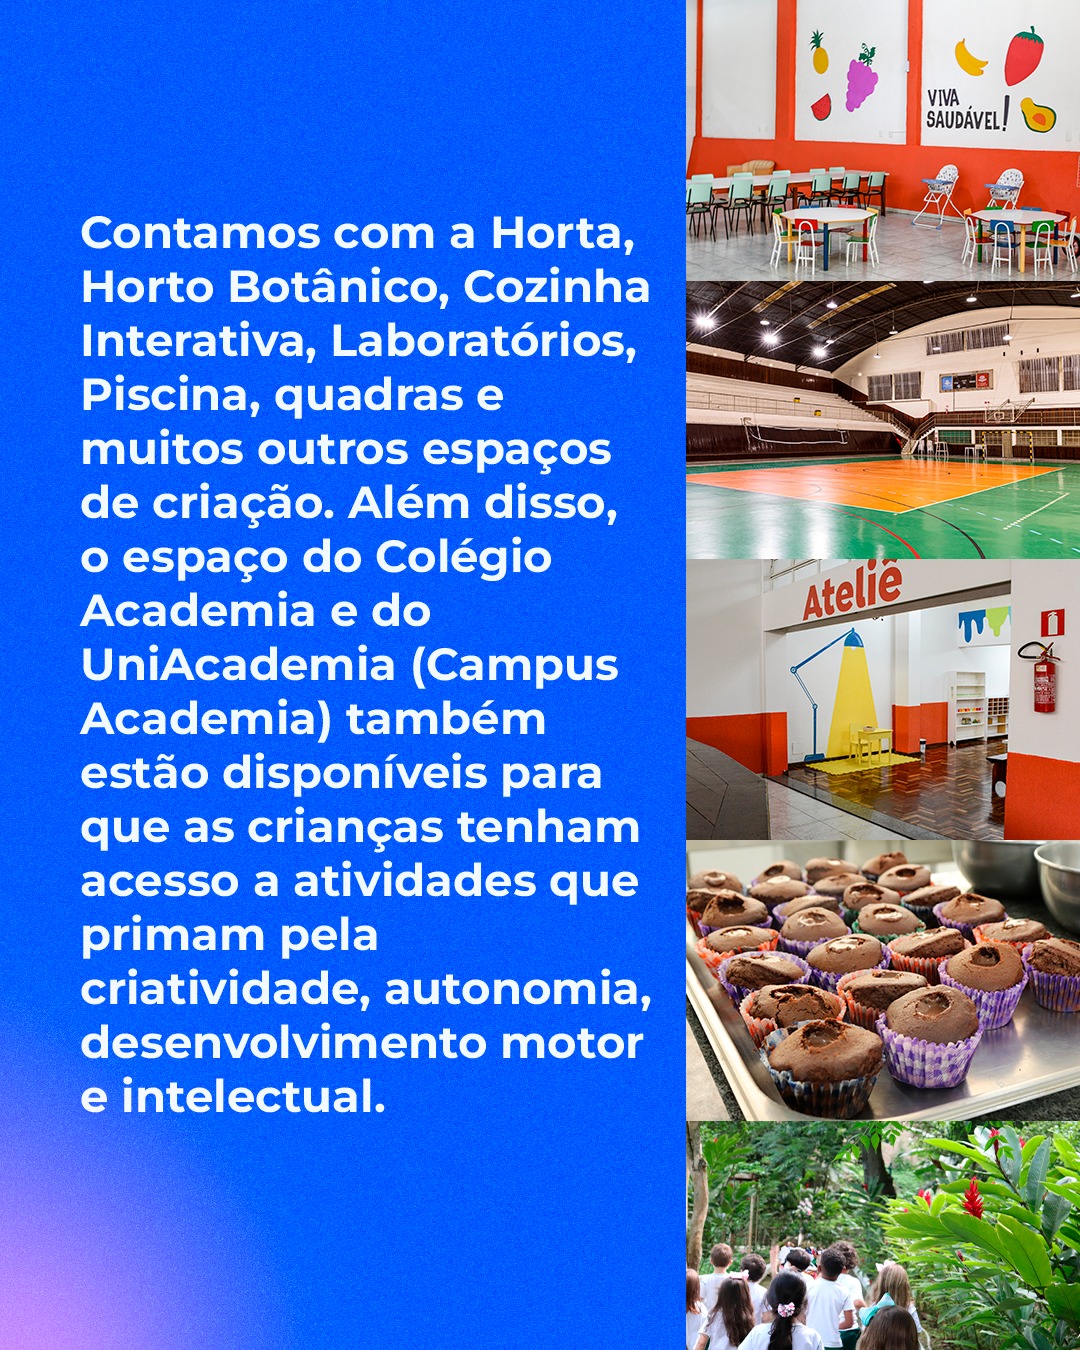 Contamos com a Horta,
Horto Botânico, Cozinha
Interativa, Laboratórios,
Piscina, quadras e
muitos outros espaços
de criação. Além disso,
o espaço do Colégio
Academia e do
UniAcademia (Campus
Academia) também
estão disponíveis para
que as crianças tenham
acesso a atividades que
primam pela
criatividade, autonomia,
desenvolvimento motor
e intelectual.
VIVA
SAUDÁVEL!
Ateliê